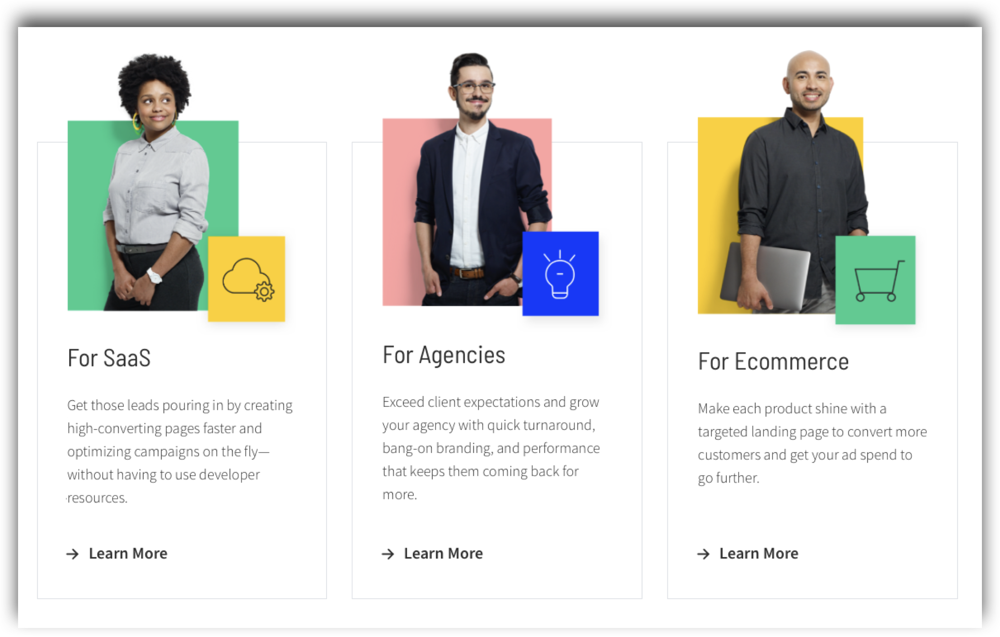 For SaaS
Get those leads pouring in by creating
high-converting pages faster and
optimizing campaigns on the fly—
without having to use developer
resources.
→ Learn More
For Agencies
Exceed client expectations and grow
your agency with quick turnaround,
bang-on branding, and performance
that keeps them coming back for
more.
→ Learn More
For Ecommerce
Make each product shine with a
targeted landing page to convert more
customers and get your ad spend to
go further.
→ Learn More